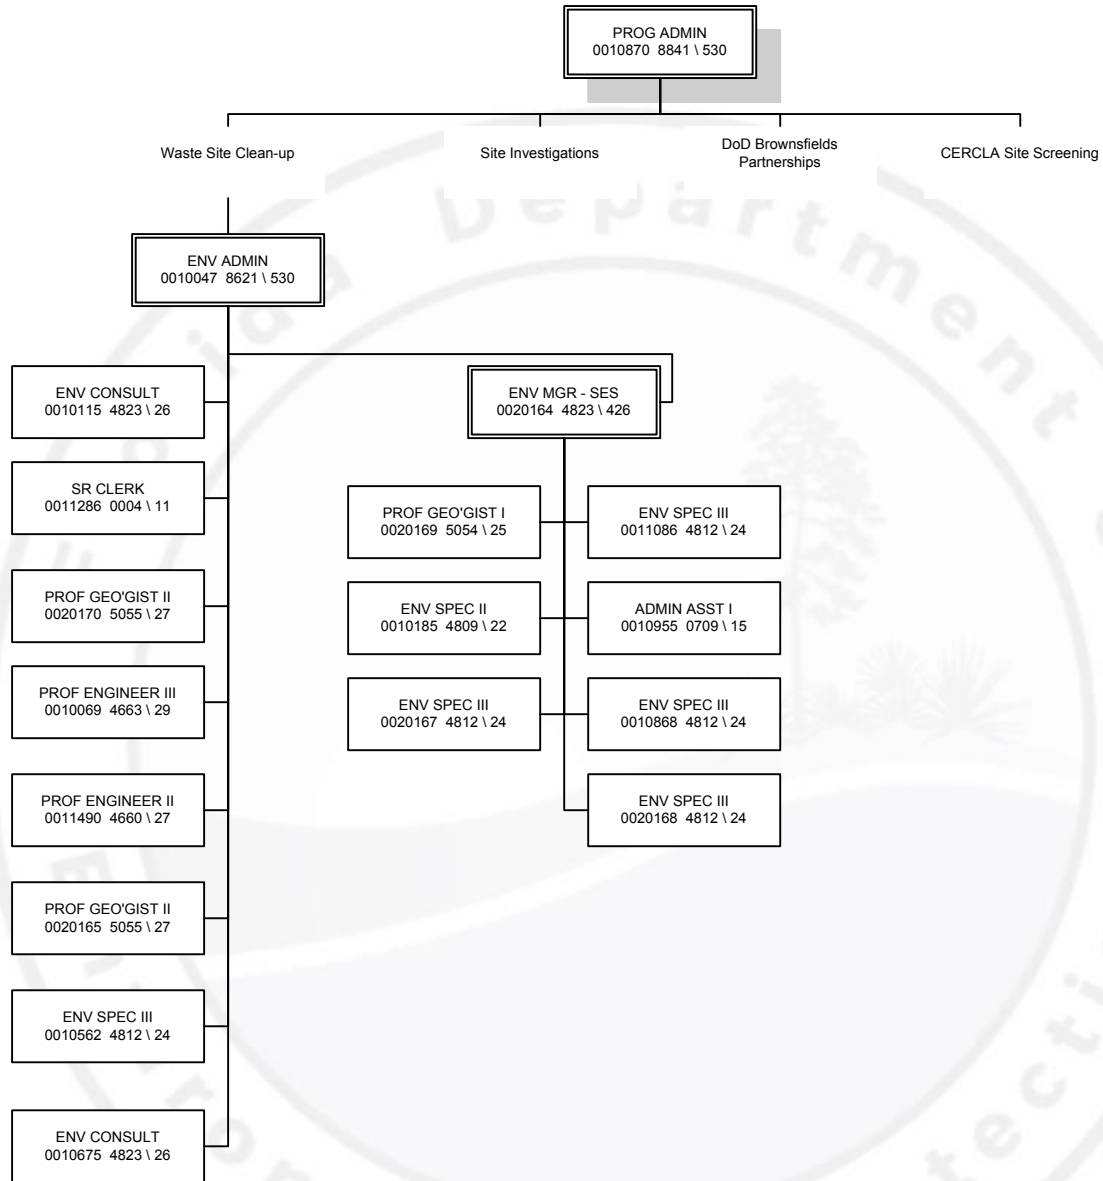 PROG ADMIN
0010870 8841 \ 530
Waste Site Clean-up
Site Investigations
DoD Brownsfields
Partnerships
CERCLA Site Screening
ENV ADMIN
0010047 8621 \ 530
ENV CONSULT
0010115 4823 \ 26
SR CLERK
0011286 0004 \ 11
PROF GEO'GIST II
0020170 5055 \ 27
PROF ENGINEER III
0010069 4663 \ 29
PROF ENGINEER II
0011490 4660 \ 27
PROF GEO'GIST II
0020165 5055 \ 27
ENV SPEC III
0010562 4812 \ 24
ENV CONSULT
0010675 4823 \ 26
ENV MGR - SES
0020164 4823 \ 426
PROF GEO'GIST I
0020169 5054 \ 25
ENV SPEC III
0011086 4812 \ 24
ENV SPEC II
0010185 4809 \ 22
ADMIN ASST I
0010955 0709 \ 15
ENV SPEC III
0020167 4812 \ 24
ENV SPEC III
0010868 4812 \ 24
ENV SPEC III
0020168 4812 \ 24
Department